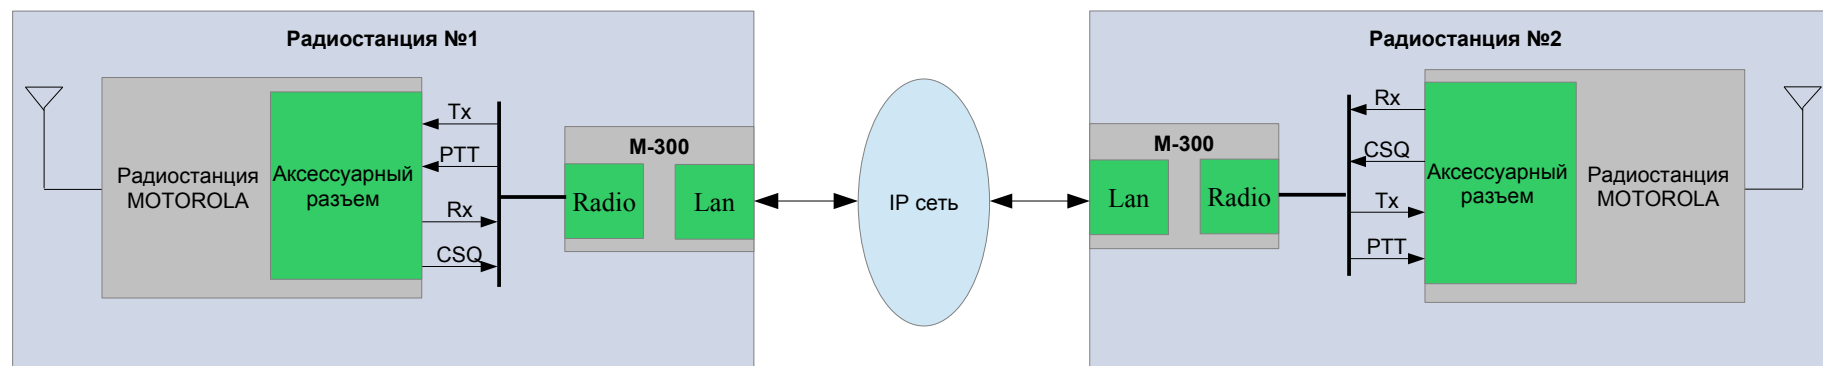 Радиостанция №1
Радиостанция
MOTOROLA
Аксессуарный
разъем
Tx
PTT
Rx
CSQ
M-300
Radio
Lan
IP сеть
Радиостанция №2
M-300
Lan
Radio
Rx
CSQ
Tx
PTT
Аксессуарный
разъем
Радиостанция
MOTOROLA